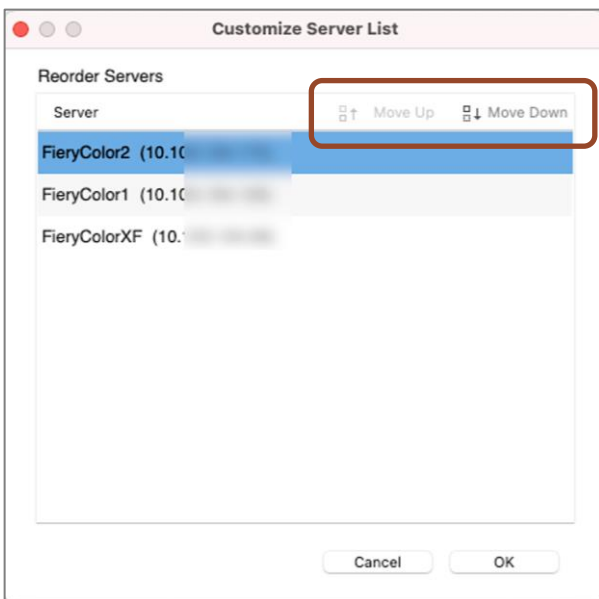 Customize Server List
Reorder Servers
Server Move Up Move Down
FieryColor2 (10.10
FieryColor1 (10.10
FieryColorXF (10.
Cancel OK